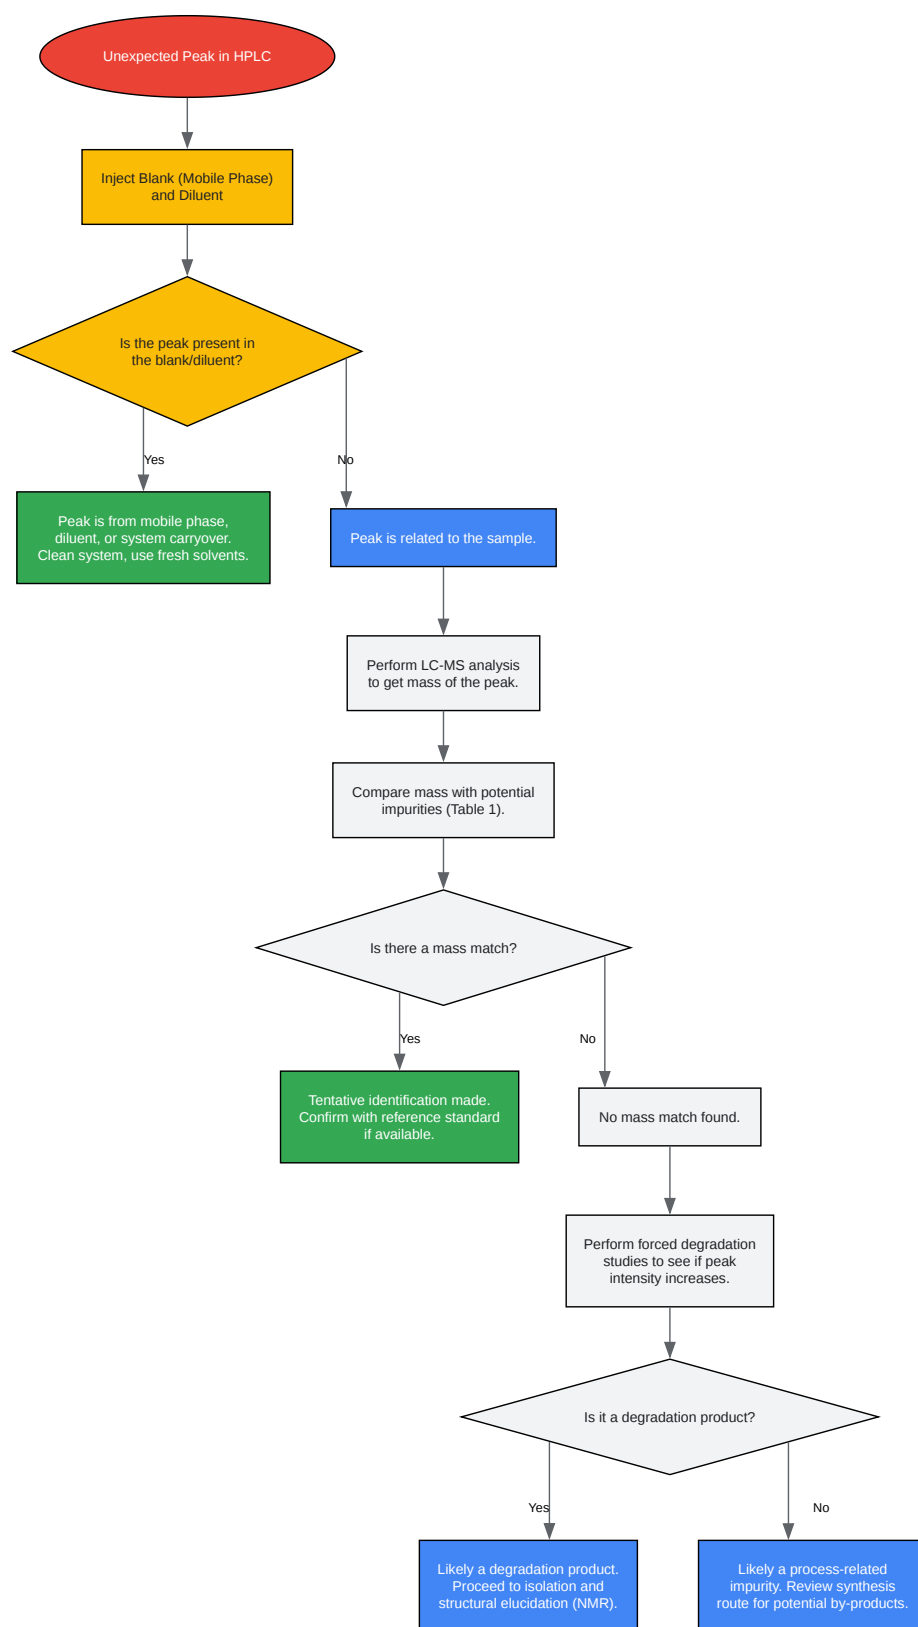 Unexpected Peak in HPLC
Inject Blank (Mobile Phase)
and Diluent
Is the peak present in
the blank/diluent?
Yes
No
Peak is from mobile phase,
diluent, or system carryover.
Clean system, use fresh solvents.
Peak is related to the sample.
Perform LC-MS analysis
to get mass of the peak.
Compare mass with potential
impurities (Table 1).
Is there a mass match?
Yes
No
Tentative identification made.
Confirm with reference standard
if available.
No mass match found.
Perform forced degradation
studies to see if peak
intensity increases.
Is it a degradation product?
Yes
No
Likely a degradation product.
Proceed to isolation and
structural elucidation (NMR).
Likely a process-related
impurity. Review synthesis
route for potential by-products.